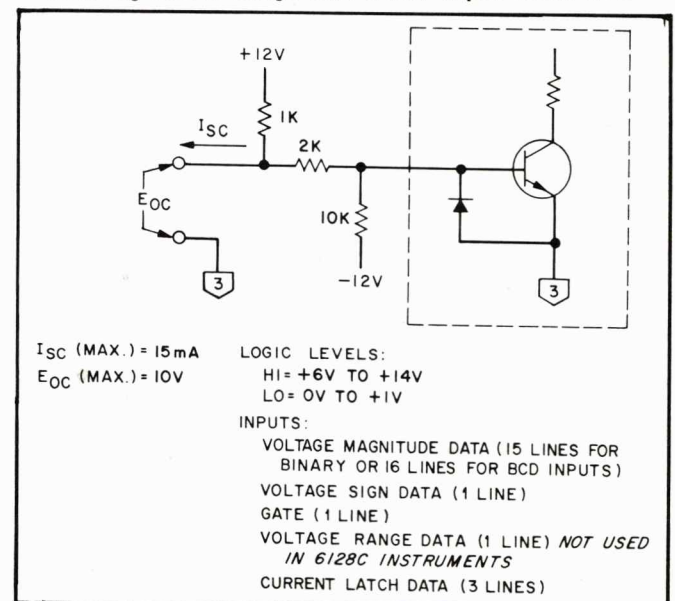 +12V
1K
ISC
2K
EOC
10K
3
-12V
3
ISC (MAX.) = 15mA
EOC (MAX.) = 10V
LOGIC LEVELS:
HI= +6V TO +14V
LO= 0V TO +1V
INPUTS:
VOLTAGE MAGNITUDE DATA (15 LINES FOR
BINARY OR 16 LINES FOR BCD INPUTS)
VOLTAGE SIGN DATA (1 LINE)
GATE (1 LINE)
VOLTAGE RANGE DATA (1 LINE) NOT USED
IN 6128C INSTRUMENTS
CURRENT LATCH DATA (3 LINES)